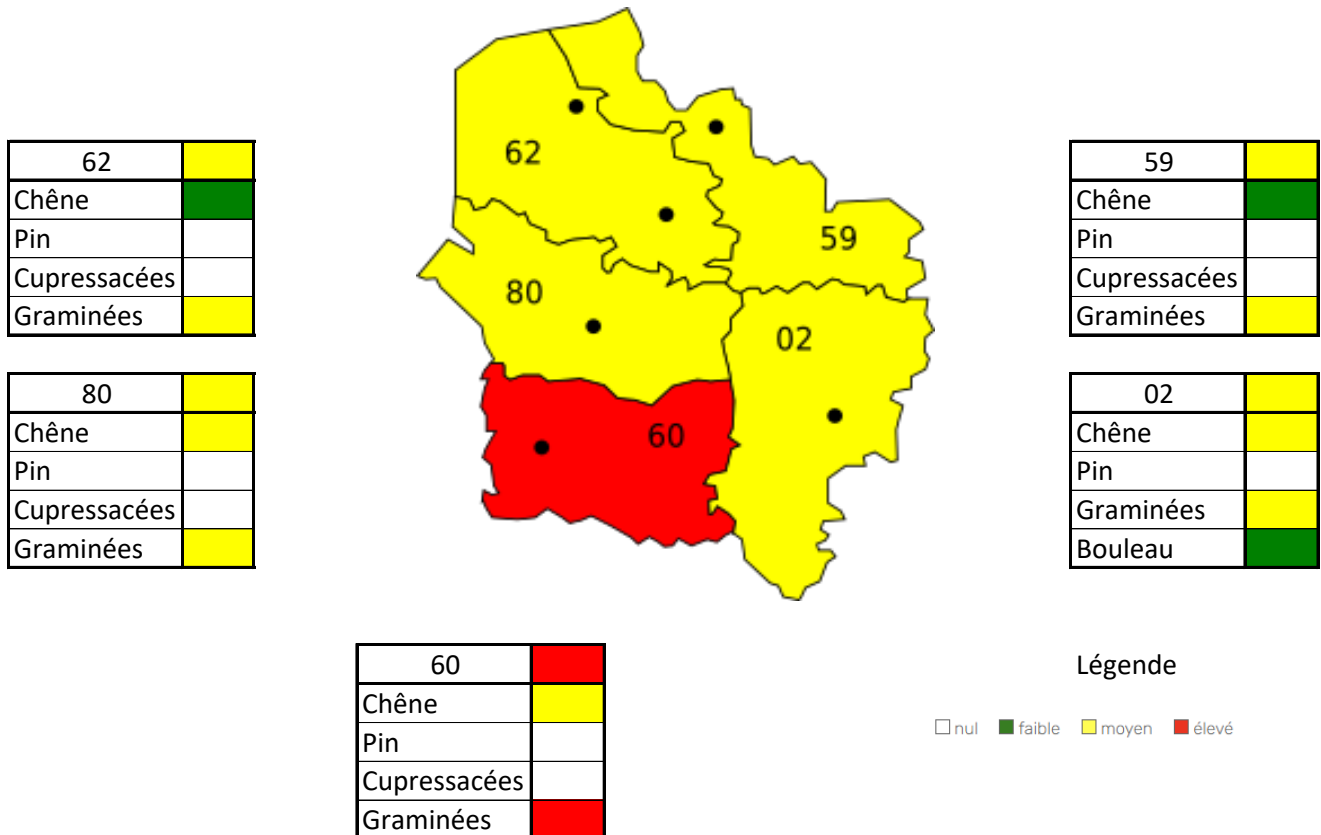 62
Chêne
Pin
Cupressacées
Graminées
80
Chêne
Pin
Cupressacées
Graminées
62
59
80
02
60
59
Chêne
Pin
Cupressacées
Graminées
02
Chêne
Pin
Graminées
Bouleau
60
Chêne
Pin
Cupressacées
Graminées
Légende
nul faible moyen élevé